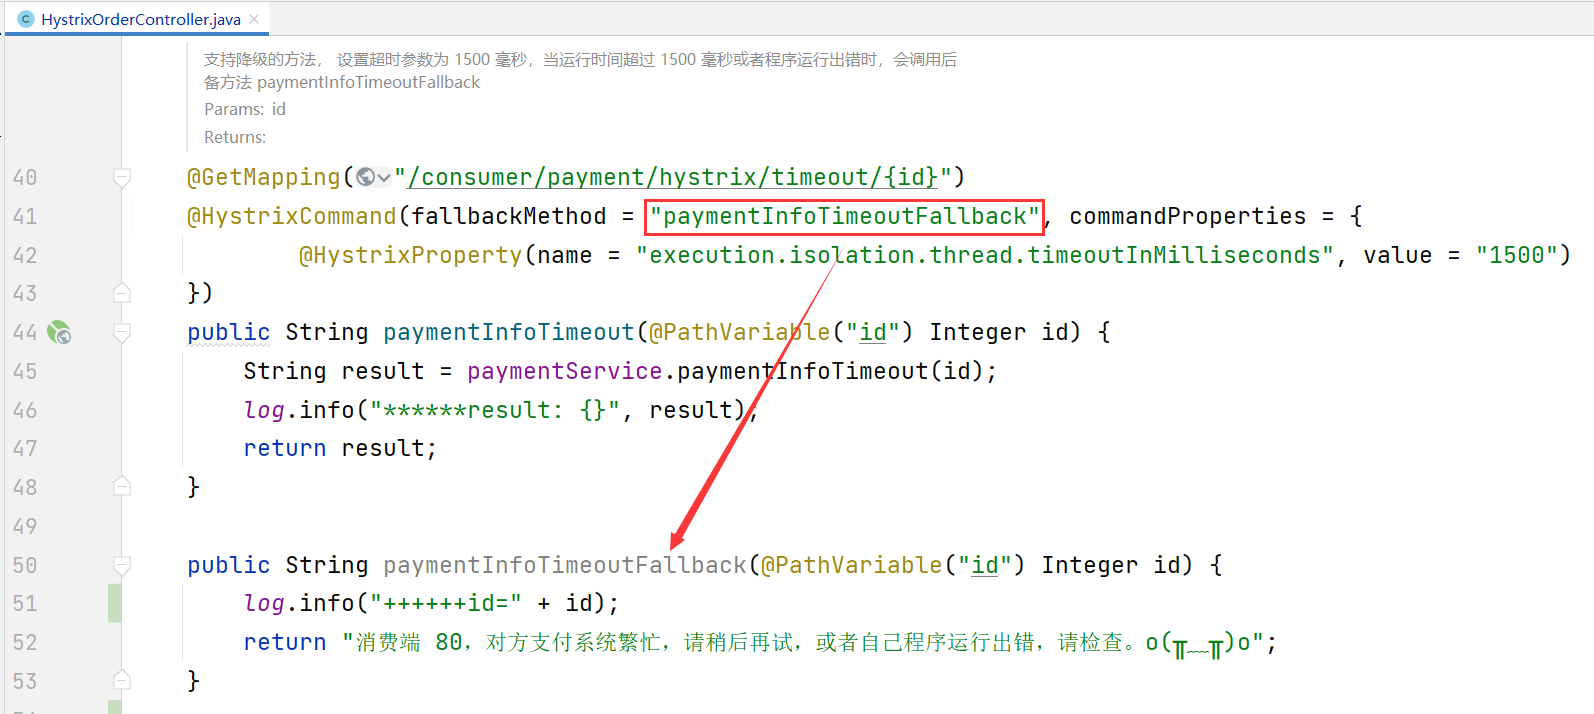 HystrixOrderController.java
支持降级的方法， 设置超时参数为 1500 毫秒，当运行时间超过 1500 毫秒或者程序运行出错时，会调用后
备方法 paymentInfoTimeoutFallback
Params: id
Returns:
40 @GetMapping("/consumer/payment/hystrix/timeout/{id}")
41 @HystrixCommand(fallbackMethod = "paymentInfoTimeoutFallback", commandProperties = {
42 @HystrixProperty(name = "execution.isolation.thread.timeoutInMilliseconds", value = "1500")
43 })
44 public String paymentInfoTimeout(@PathVariable("id") Integer id) {
45 String result = paymentService.paymentInfoTimeout(id);
46 log.info("******result: {}", result);
47 return result;
48 }
49
50 public String paymentInfoTimeoutFallback(@PathVariable("id") Integer id) {
51 log.info("++++++id=" + id);
52 return "消费端 80，对方支付系统繁忙，请稍后再试，或者自己程序运行出错，请检查。o(╥﹏╥)o";
53 }